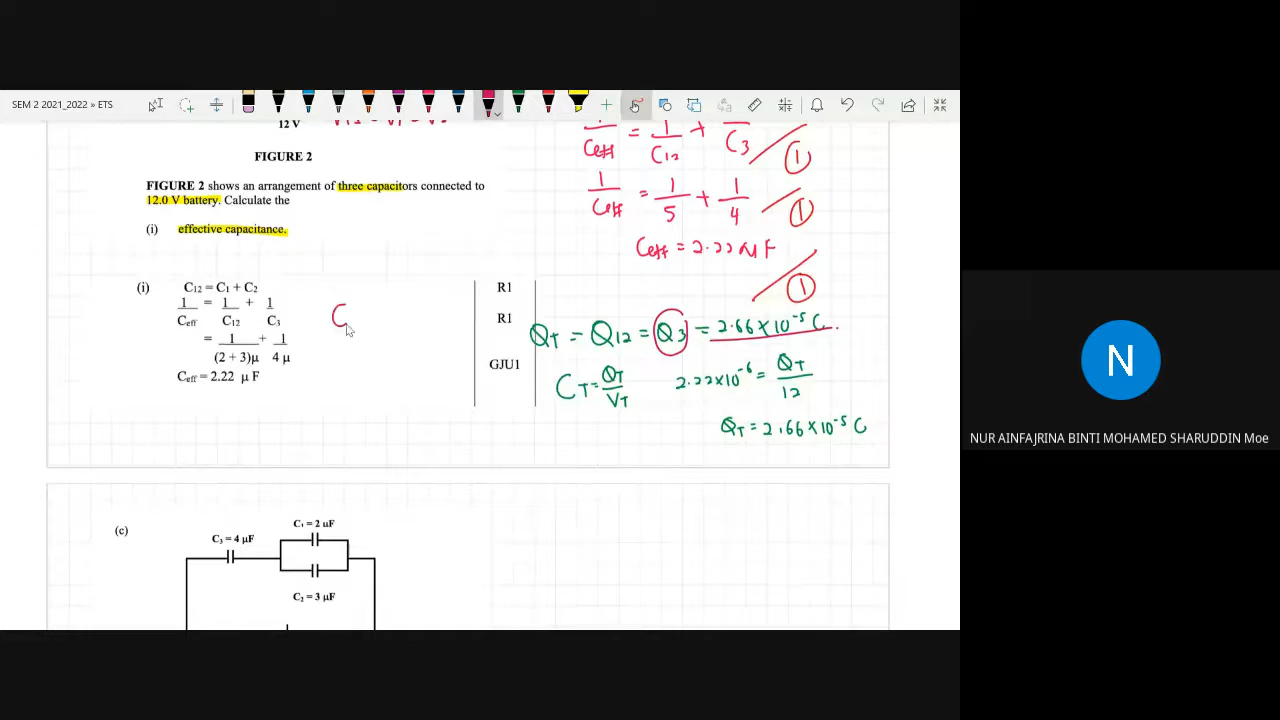 SEM 2 2021_2022 » ETS
12 V
FIGURE 2
FIGURE 2 shows an arrangement of three capacitors connected to
12.0 V battery. Calculate the
(i) effective capacitance.
1/Ceff = 1/C12 + /C3 1
1/Ceff = 1/5 + 1/4 1
Ceff = 2.22 µF
1
(i) C12 = C1 + C2 R1
1/Ceff = 1/C12 + 1/C3 R1
= 1/(2 + 3)µ + 1/4 µ
Ceff = 2.22 µ F GJU1
C
QT = Q12 = Q3 = 2.66 × 10⁻⁵ C.
CT = QT/VT 2.22×10⁻⁶ = QT/12
QT = 2.66×10⁻⁵ C
(c)
C1 = 2 uF
C3 = 4 µF
C2 = 3 µF
N
NUR AINFAJRINA BINTI MOHAMED SHARUDDIN Moe